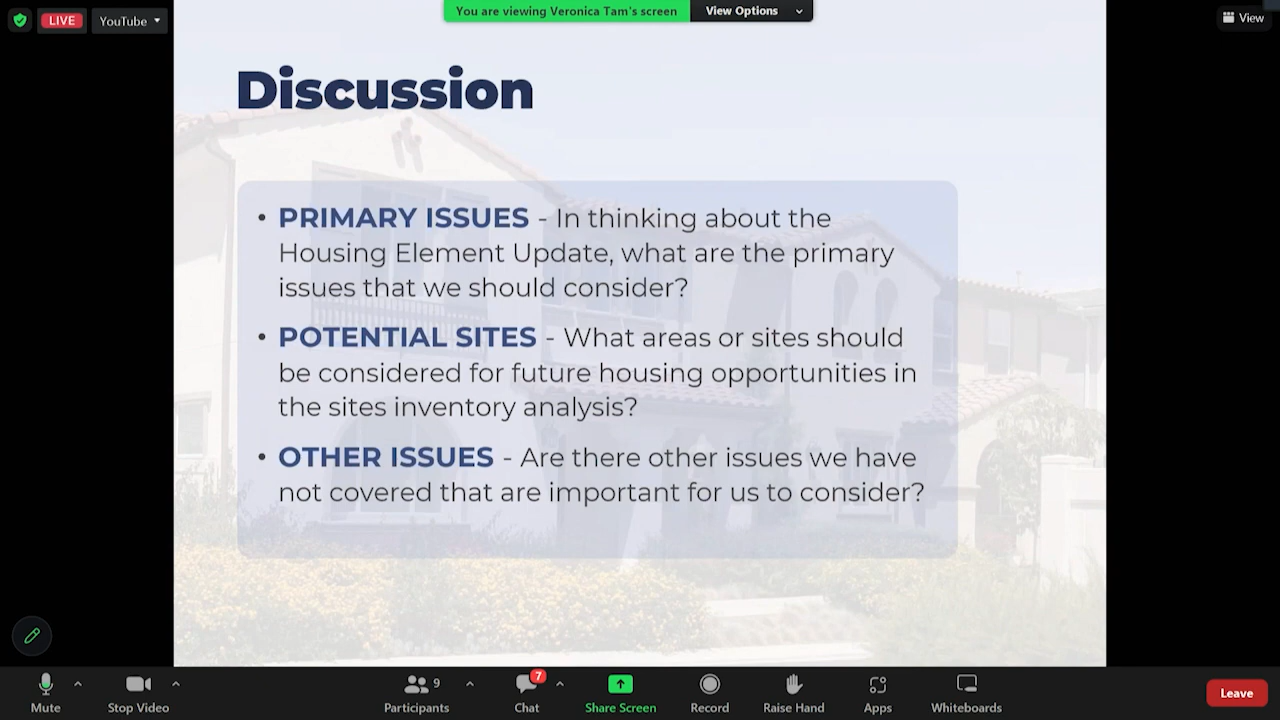 LIVE
YouTube
You are viewing Veronica Tam's screen
View Options
View
Discussion
• PRIMARY ISSUES - In thinking about the
Housing Element Update, what are the primary
issues that we should consider?
• POTENTIAL SITES - What areas or sites should
be considered for future housing opportunities in
the sites inventory analysis?
• OTHER ISSUES - Are there other issues we have
not covered that are important for us to consider?
Mute
Stop Video
9
Participants
7
Chat
Share Screen
Record
Raise Hand
Apps
Whiteboards
Leave